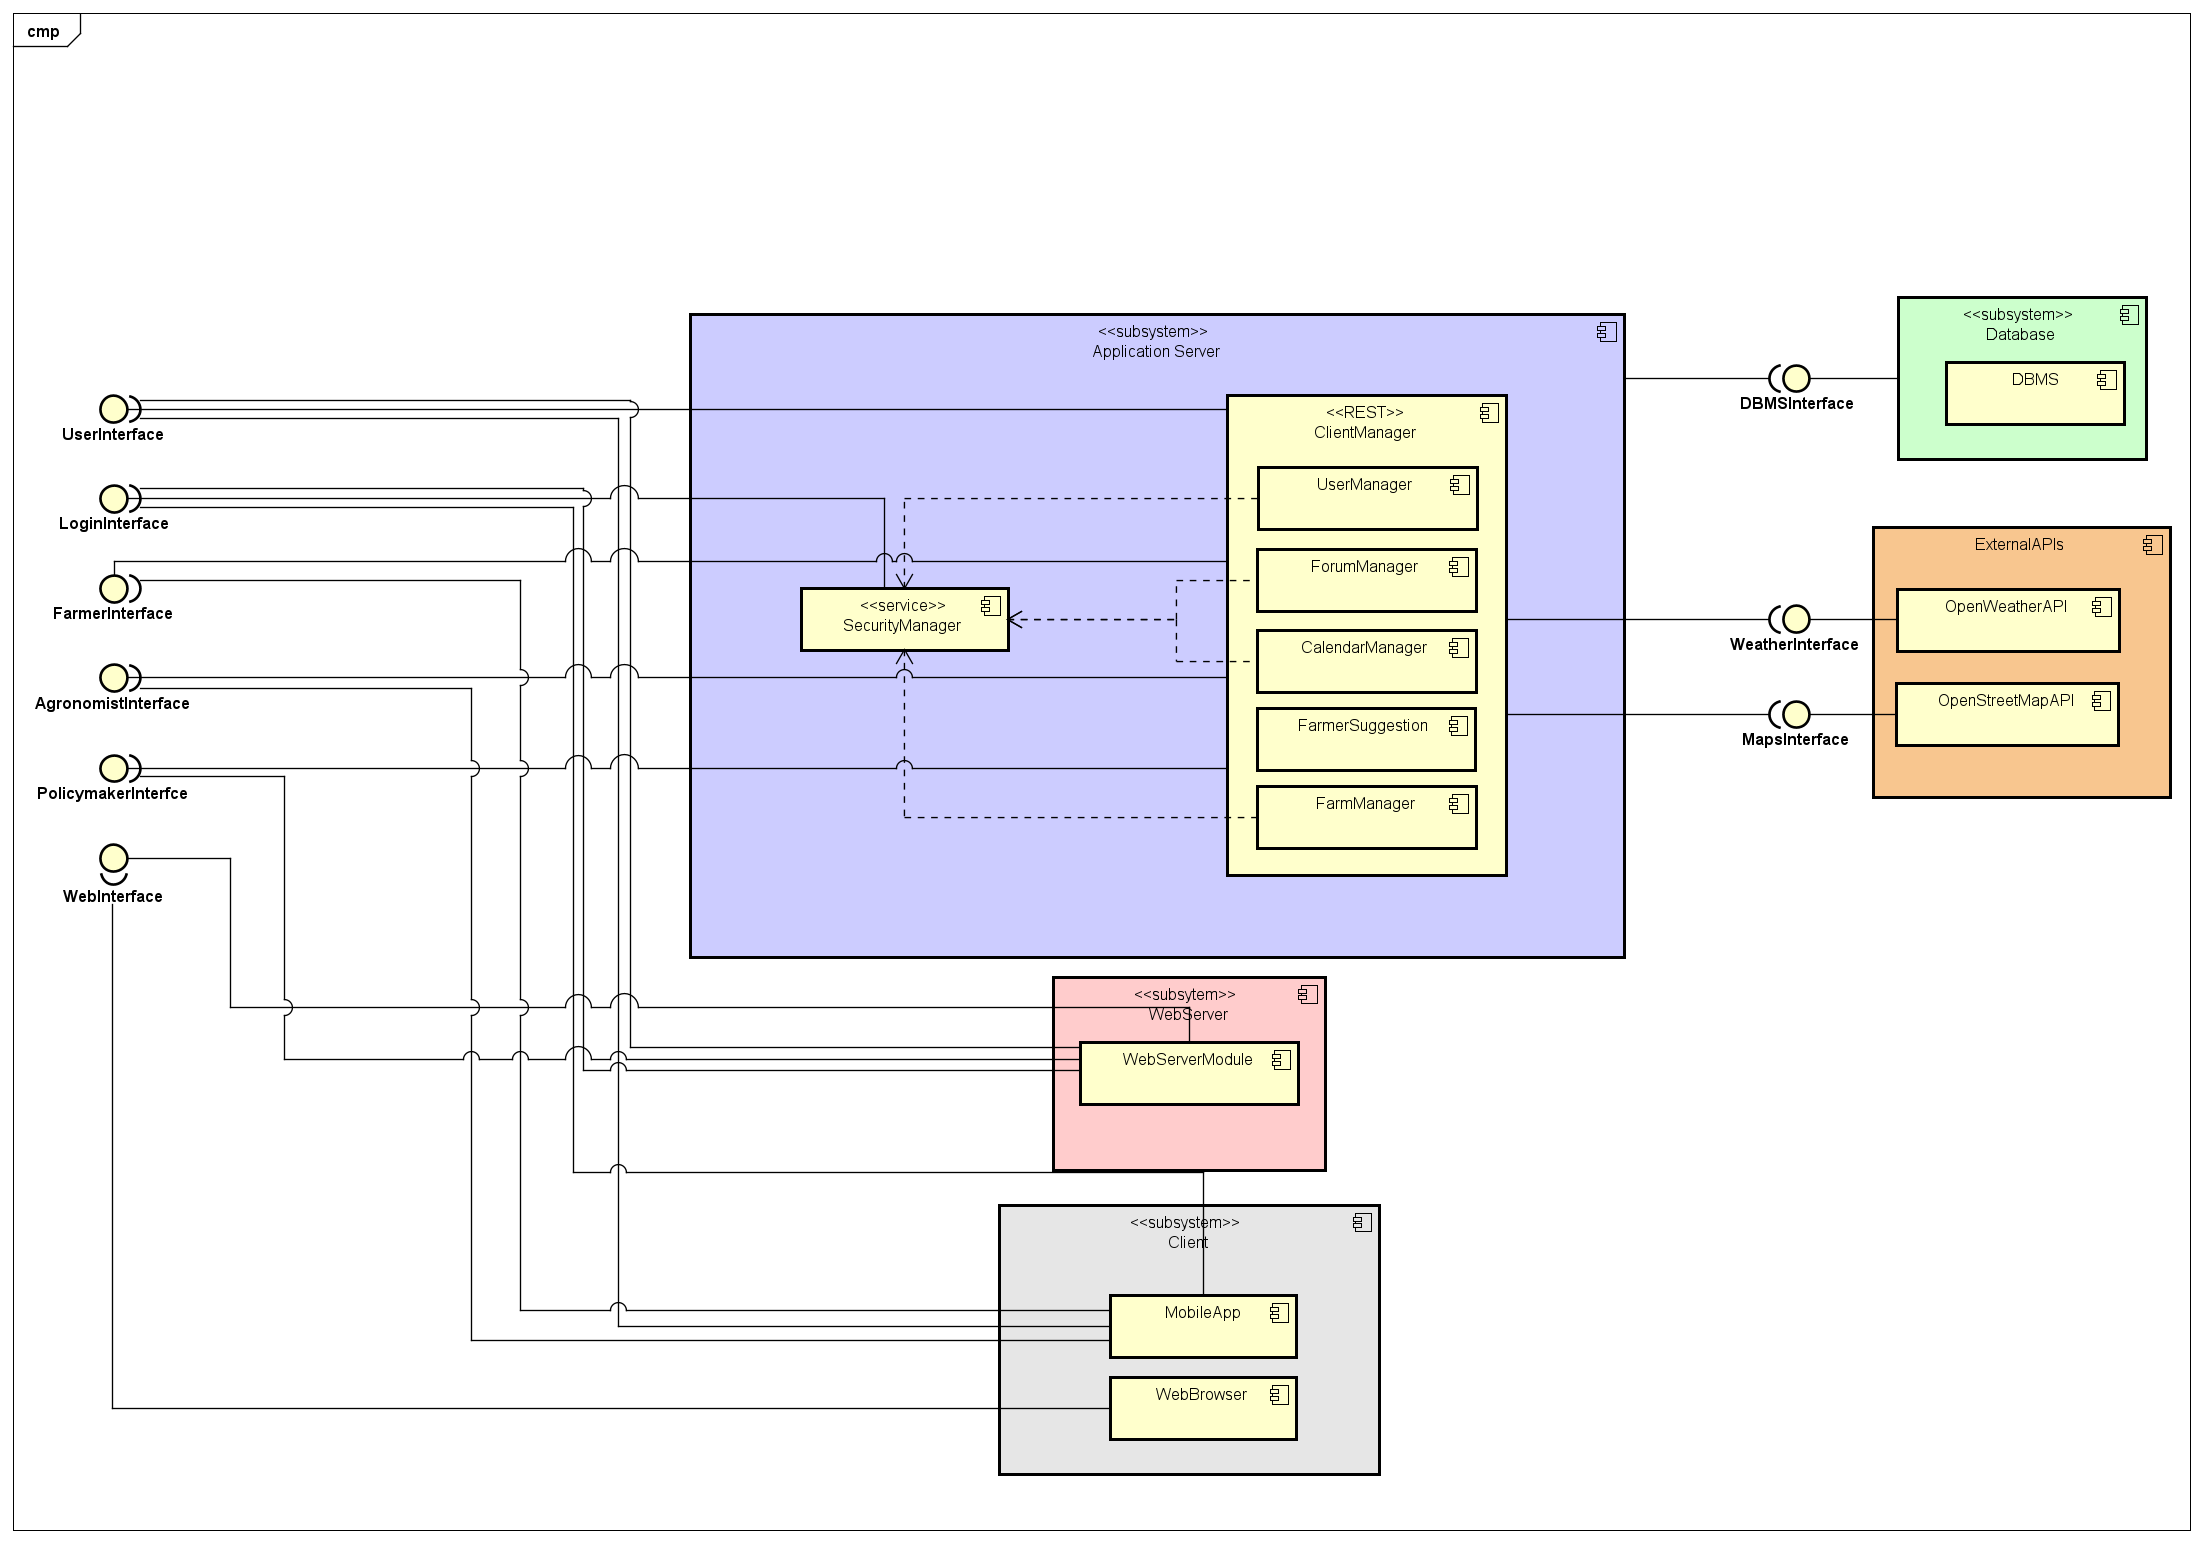 cmp
<<subsystem>>
Application Server
<<REST>>
ClientManager
UserManager
ForumManager
CalendarManager
FarmerSuggestion
FarmManager
<<service>>
SecurityManager
<<subsystem>>
Database
DBMS
DBMSInterface
ExternalAPIs
OpenWeatherAPI
OpenStreetMapAPI
WeatherInterface
MapsInterface
UserInterface
LoginInterface
FarmerInterface
AgronomistInterface
PolicymakerInterfce
WebInterface
<<subsytem>>
WebServer
WebServerModule
<<subsystem>>
Client
MobileApp
WebBrowser